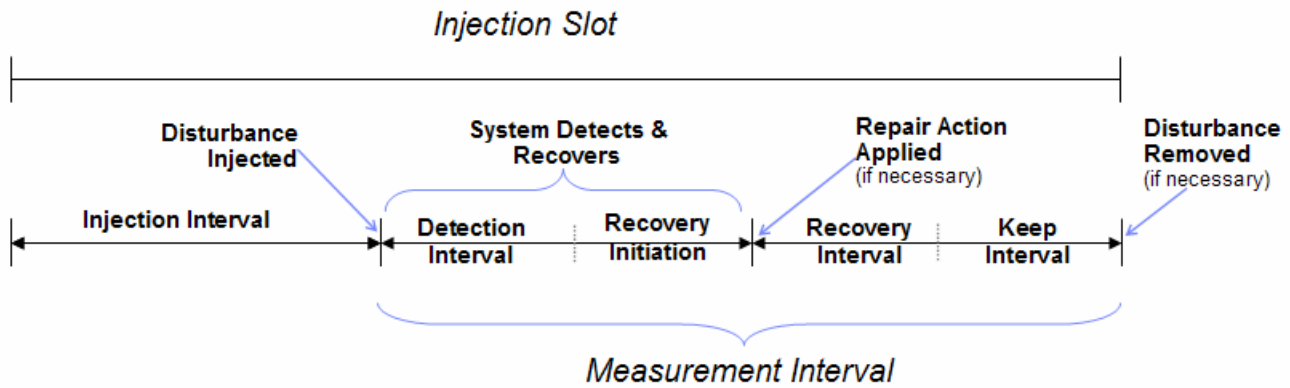 Injection Slot
Disturbance
Injected
System Detects &
Recovers
Repair Action
Applied
(if necessary)
Disturbance
Removed
(if necessary)
Injection Interval
Detection
Interval
Recovery
Initiation
Recovery
Interval
Keep
Interval
Measurement Interval